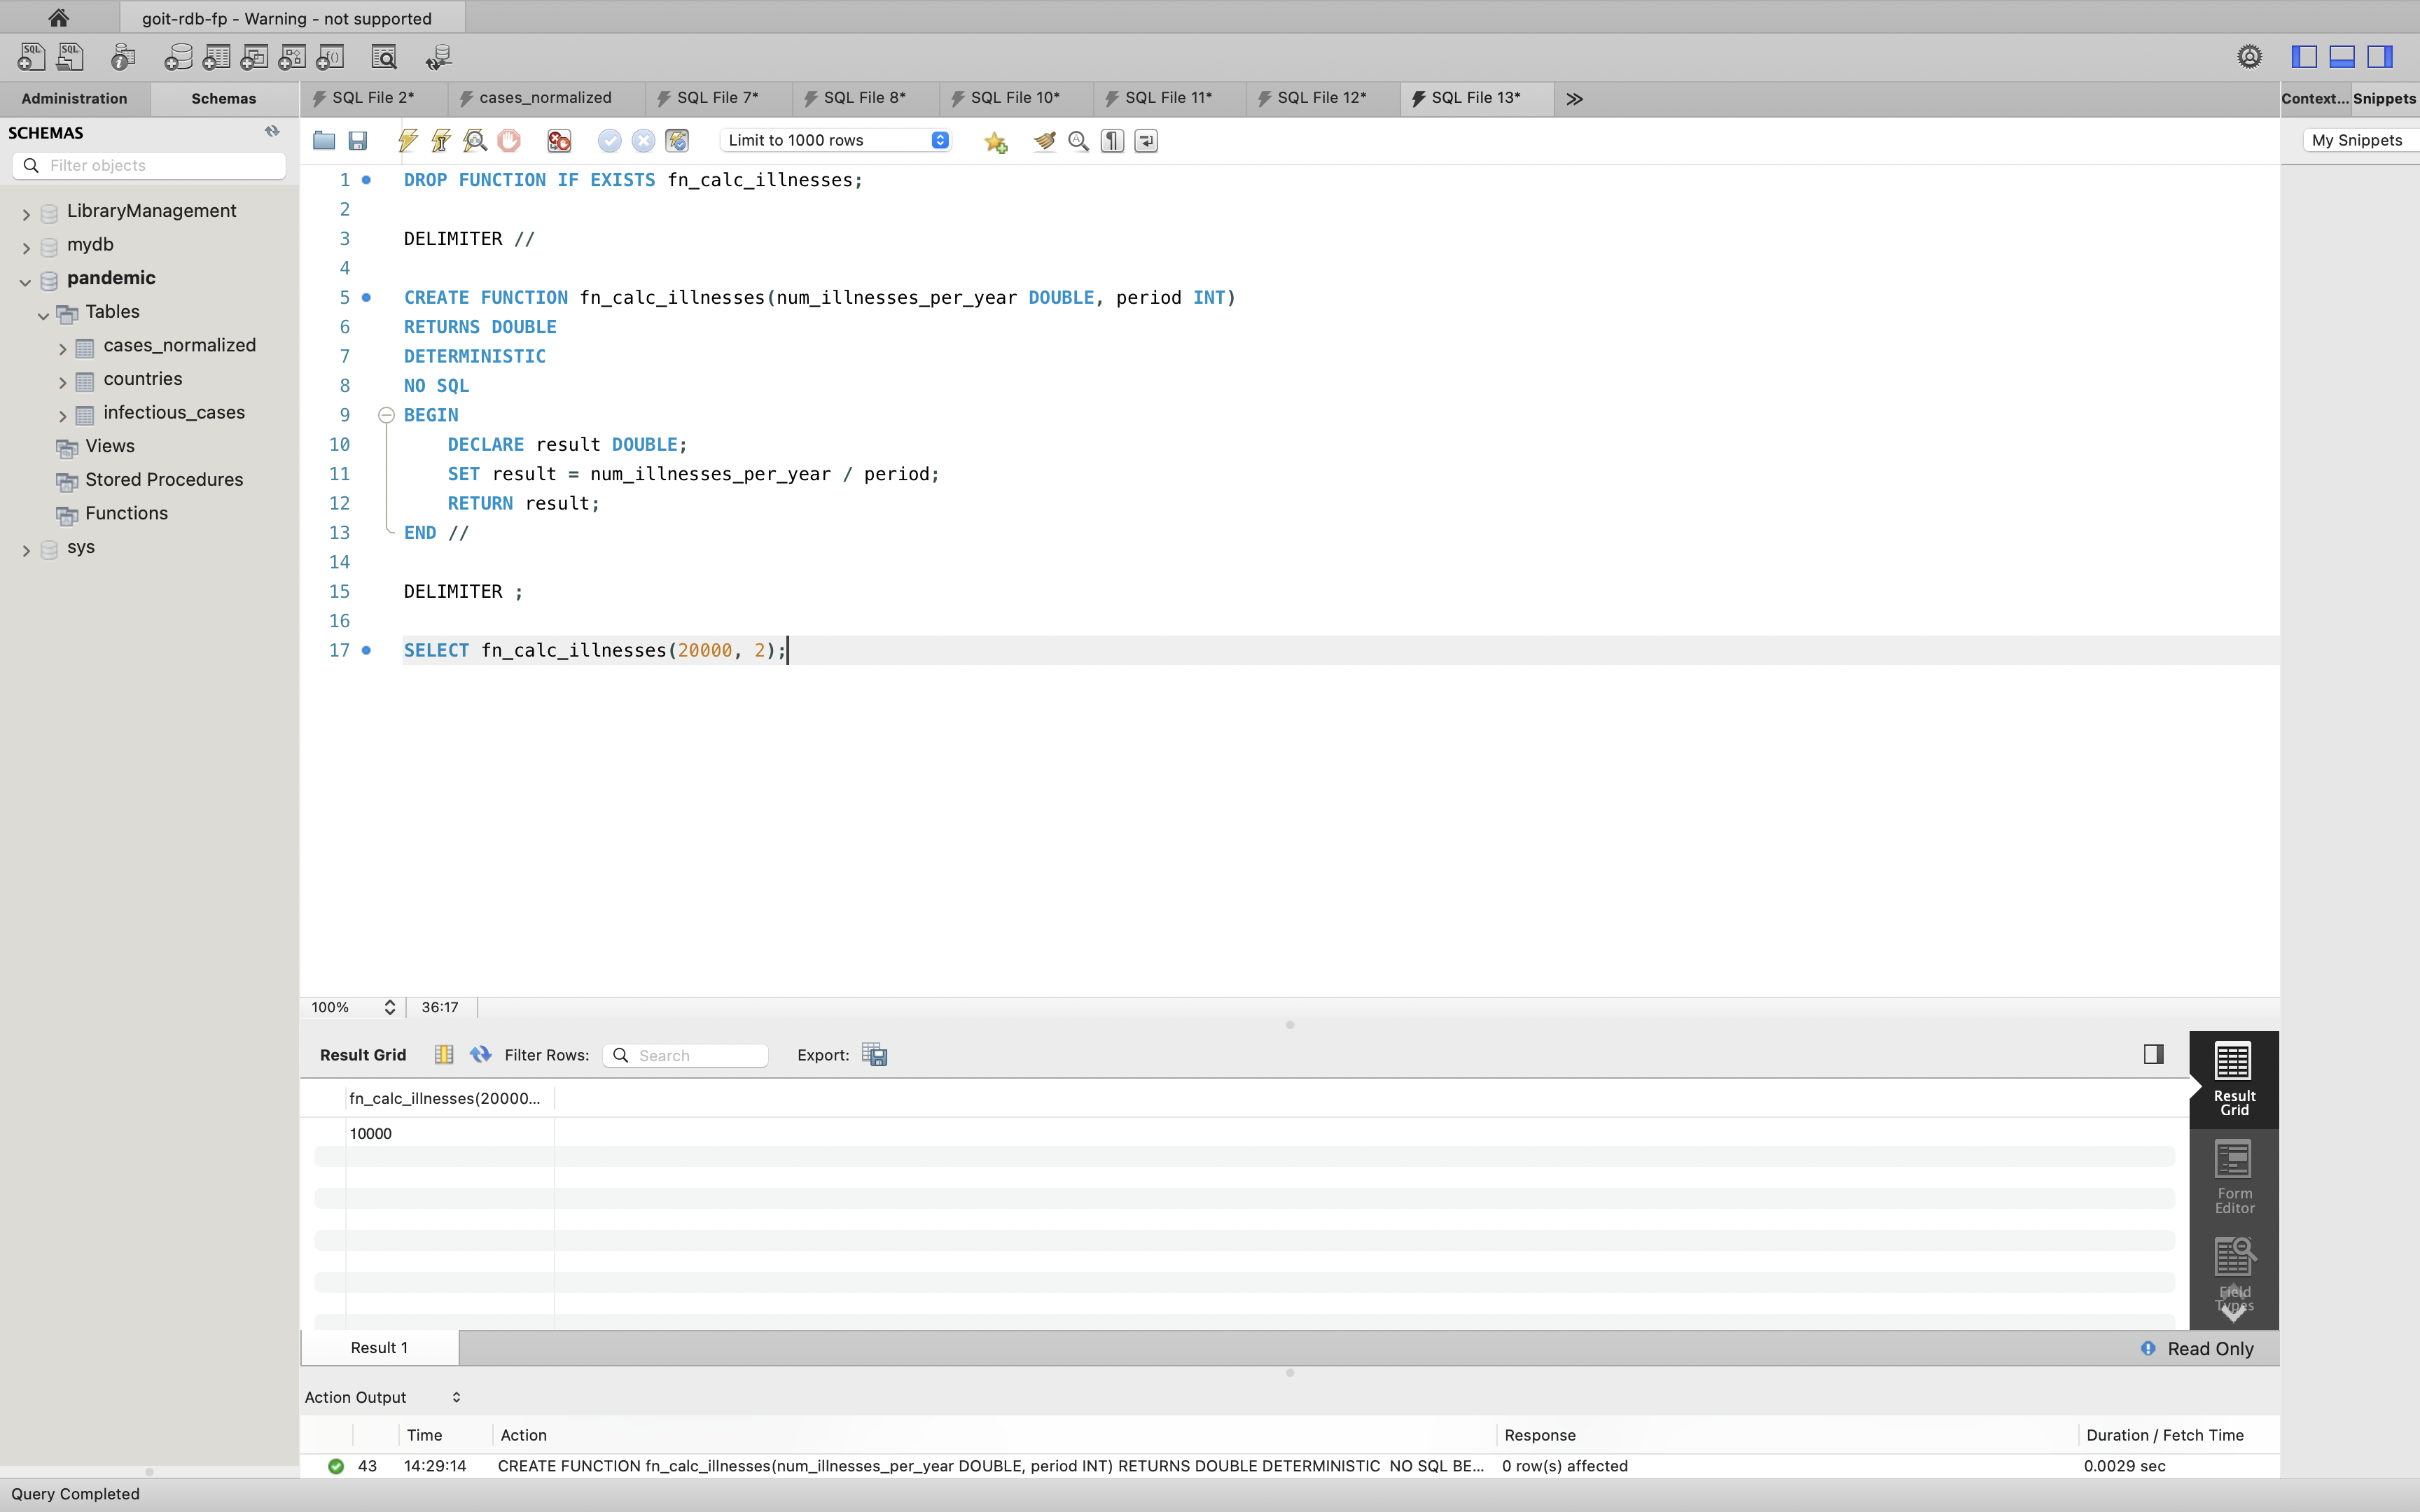 goit-rdb-fp - Warning - not supported
Administration
Schemas
SQL File 2*
cases_normalized
SQL File 7*
SQL File 8*
SQL File 10*
SQL File 11*
SQL File 12*
SQL File 13*
Context...
Snippets
SCHEMAS
Filter objects
LibraryManagement
mydb
pandemic
Tables
cases_normalized
countries
infectious_cases
Views
Stored Procedures
Functions
sys
Limit to 1000 rows
My Snippets
1 DROP FUNCTION IF EXISTS fn_calc_illnesses;
2
3 DELIMITER //
4
5 CREATE FUNCTION fn_calc_illnesses(num_illnesses_per_year DOUBLE, period INT)
6 RETURNS DOUBLE
7 DETERMINISTIC
8 NO SQL
9 BEGIN
10 DECLARE result DOUBLE;
11 SET result = num_illnesses_per_year / period;
12 RETURN result;
13 END //
14
15 DELIMITER ;
16
17 SELECT fn_calc_illnesses(20000, 2);
100% 36:17
Result Grid Filter Rows: Search Export:
fn_calc_illnesses(20000...
10000
Result
Grid
Form
Editor
Field
Types
Result 1
Read Only
Action Output
Time Action Response Duration / Fetch Time
43 14:29:14 CREATE FUNCTION fn_calc_illnesses(num_illnesses_per_year DOUBLE, period INT) RETURNS DOUBLE DETERMINISTIC NO SQL BE... 0 row(s) affected 0.0029 sec
Query Completed